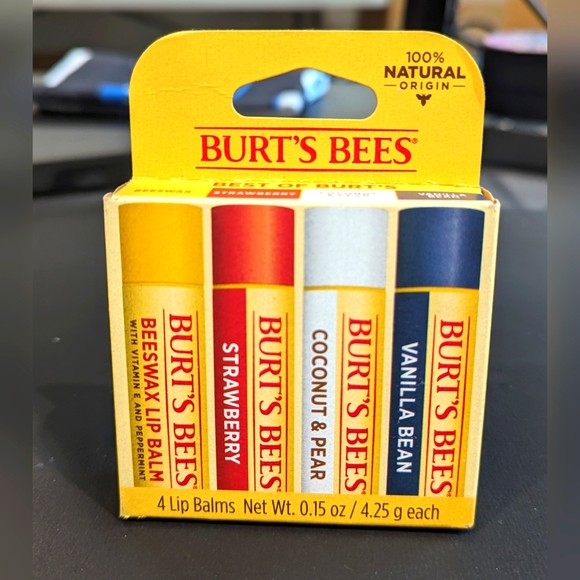 100%
NATURAL
ORIGIN
BURT'S BEES®
BEST OF BURT'S
BEESWAX
STRAWBERRY
BURT'S BEES
BEESWAX LIP BALM
WITH VITAMIN E AND PEPPERMINT
BURT'S BEES
STRAWBERRY
BURT'S BEES
COCONUT & PEAR
BURT'S BEES
VANILLA BEAN
4 Lip Balms Net Wt. 0.15 oz / 4.25 g each